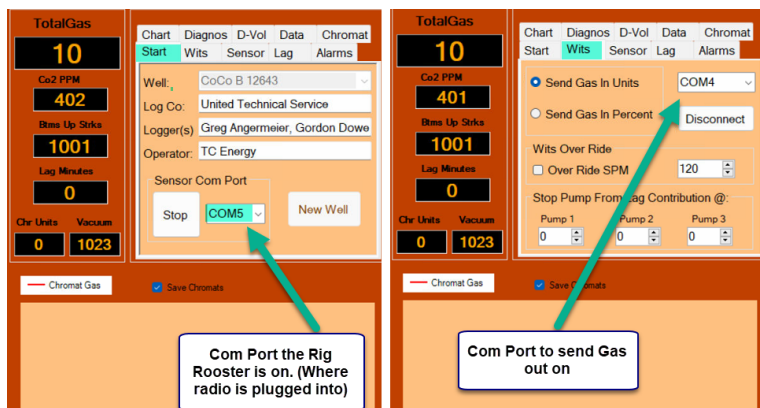 TotalGas
10
Co2 PPM
402
Btms Up Strks
1001
Lag Minutes
0
Chr Units Vacuum
0 1023
Chart Diagnos D-Vol Data Chromat
Start Wits Sensor Lag Alarms
Well: CoCo B 12643
Log Co: United Technical Service
Logger(s) Greg Angermeier, Gordon Dowe
Operator: TC Energy
Sensor Com Port
Stop COM5 New Well
Chromat Gas Save Chromats
Com Port the Rig
Rooster is on. (Where
radio is plugged into)
TotalGas
10
Co2 PPM
401
Btms Up Strks
1001
Lag Minutes
0
Chr Units Vacuum
0 1023
Chart Diagnos D-Vol Data Chromat
Start Wits Sensor Lag Alarms
Send Gas In Units COM4
Send Gas In Percent Disconnect
Wits Over Ride
Over Ride SPM 120
Stop Pump From Lag Contribution @:
Pump 1 Pump 2 Pump 3
0 0 0
Chromat Gas Save Chromats
Com Port to send Gas
out on